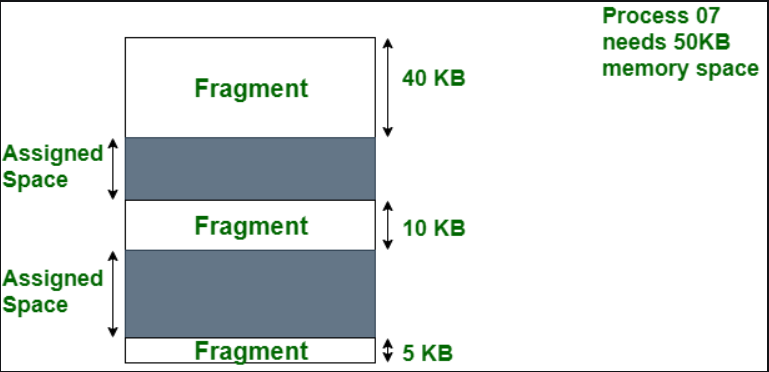 Process 07
needs 50KB
memory space
Fragment
40 KB
Assigned
Space
Fragment
10 KB
Assigned
Space
Fragment
5 KB